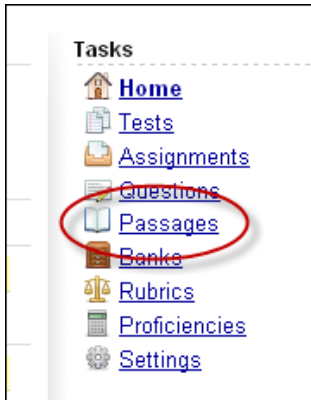 Tasks
Home
Tests
Assignments
Questions
Passages
Banks
Rubrics
Proficiencies
Settings